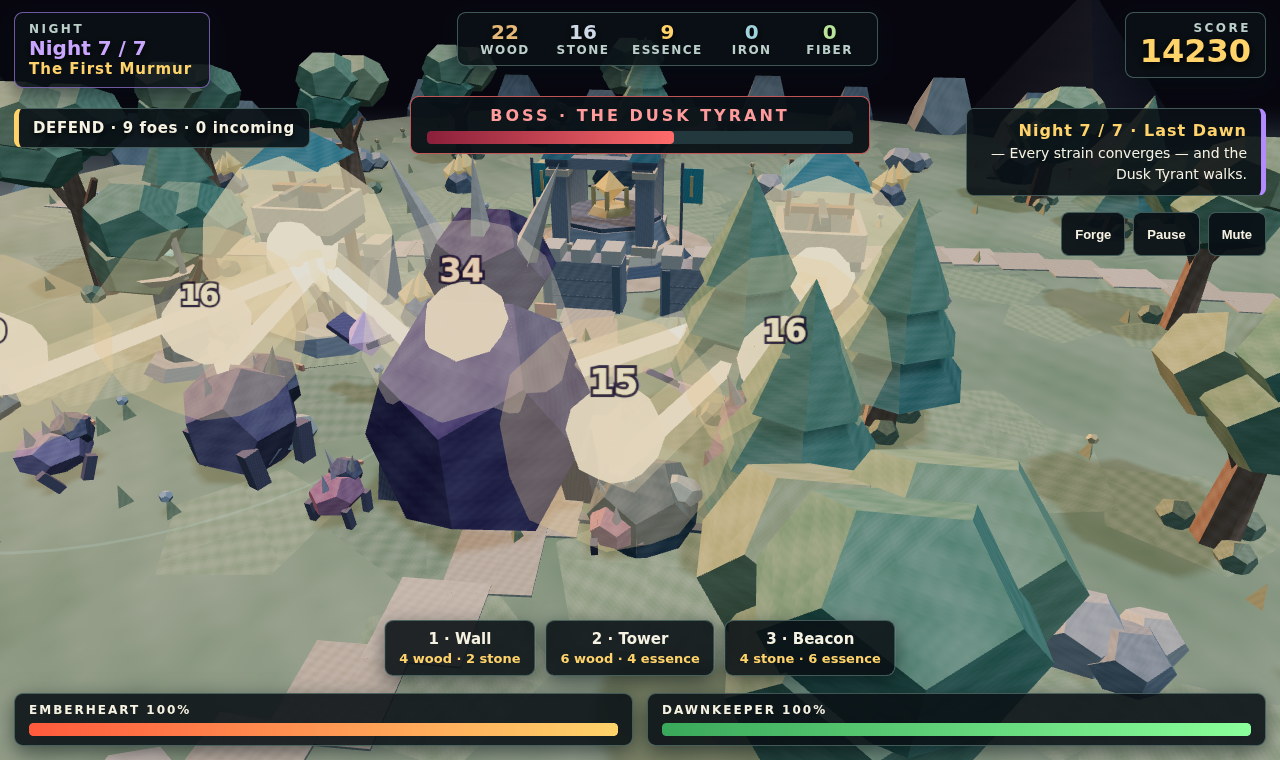 NIGHT
Night 7 / 7
The First Murmur
22 16 9 0 0
WOOD STONE ESSENCE IRON FIBER
SCORE
14230
DEFEND · 9 foes · 0 incoming
BOSS · THE DUSK TYRANT
Night 7 / 7 · Last Dawn
— Every strain converges — and the
Dusk Tyrant walks.
Forge Pause Mute
34
16
16
15
1 · Wall
4 wood · 2 stone
2 · Tower
6 wood · 4 essence
3 · Beacon
4 stone · 6 essence
EMBERHEART 100%
DAWNKEEPER 100%